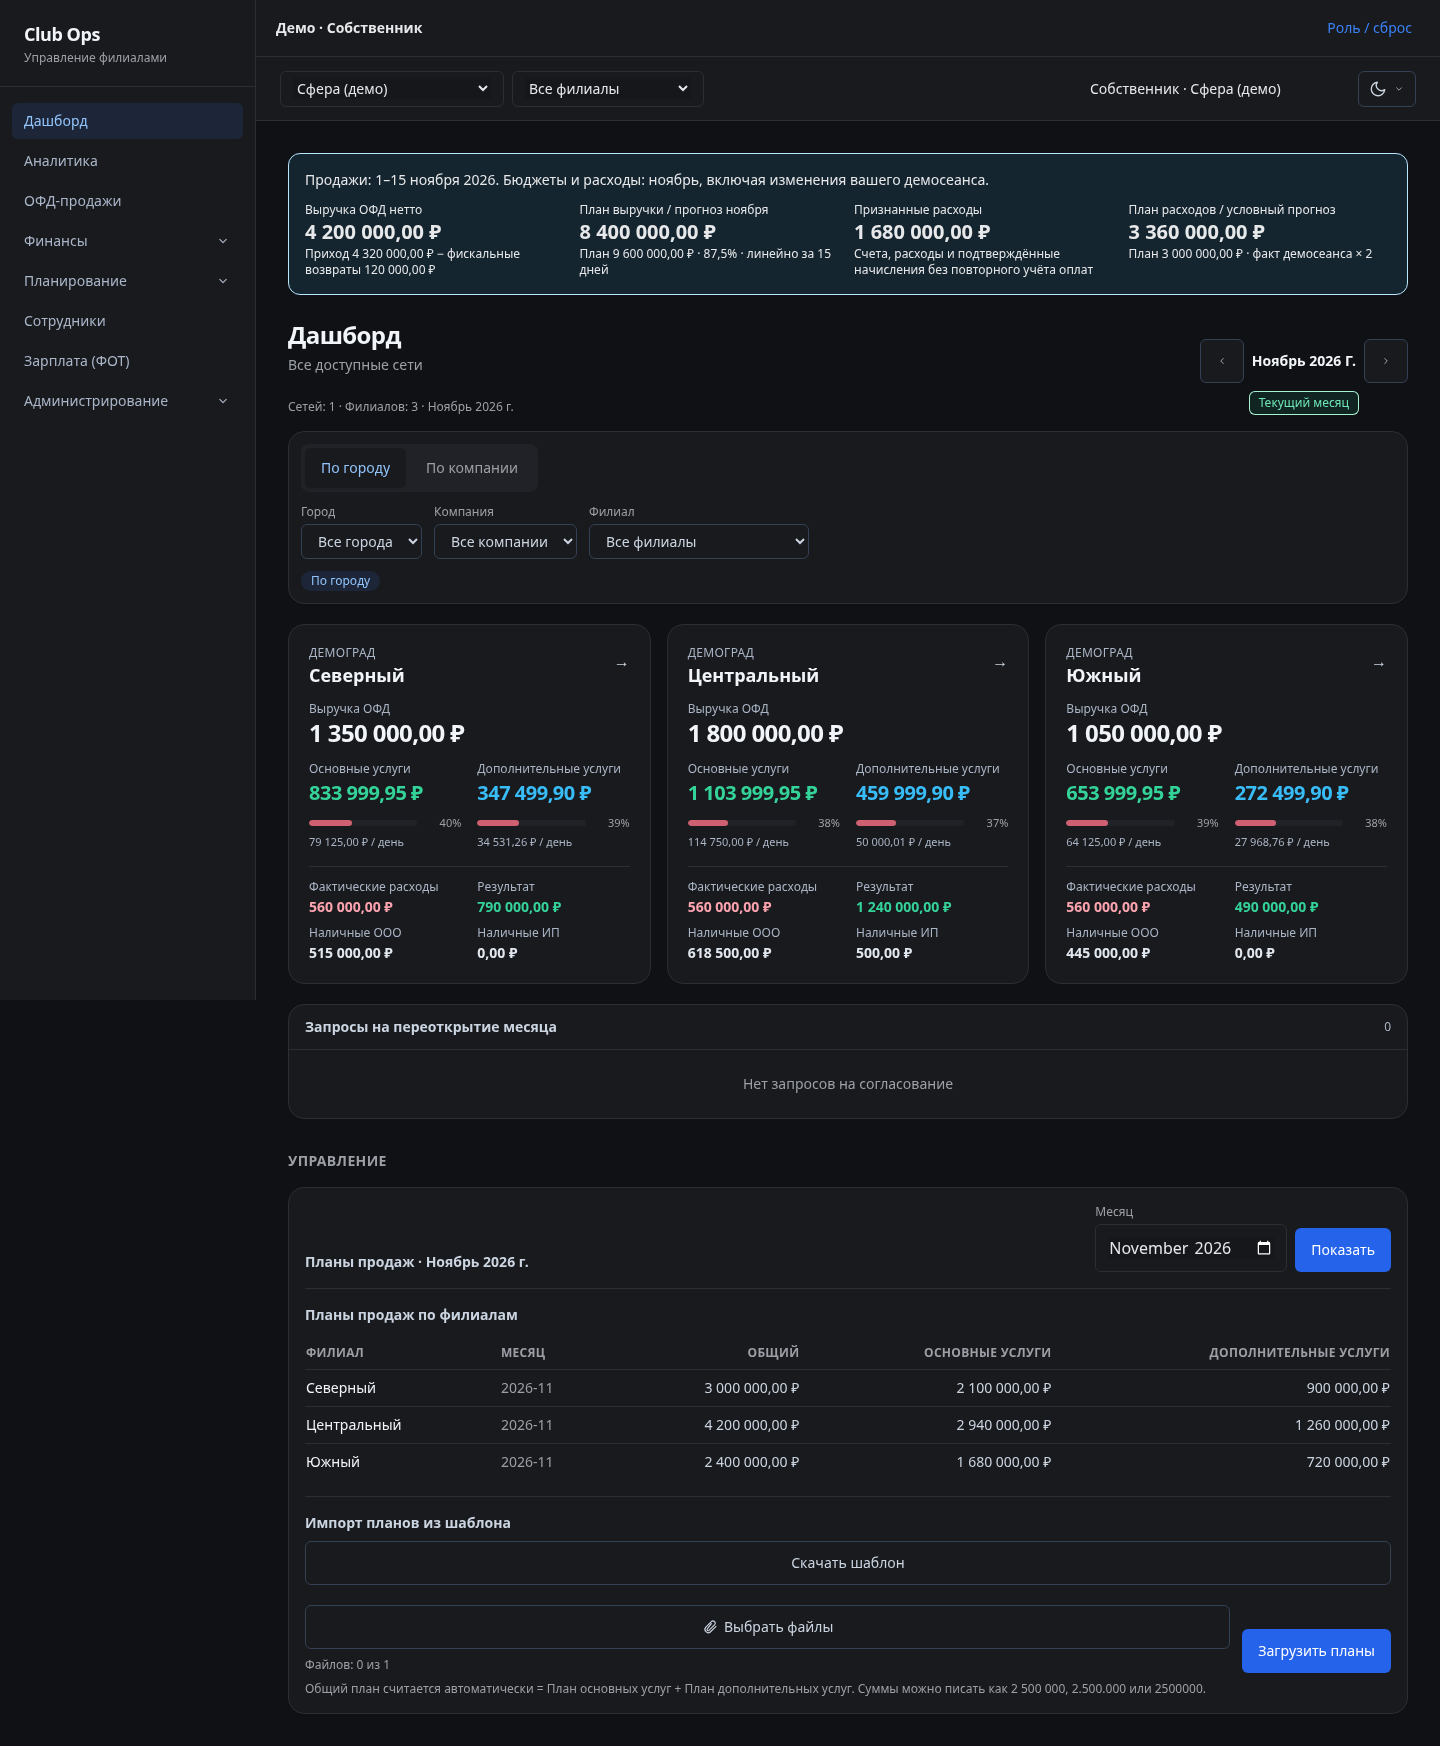 Club Ops
Управление филиалами
Дашборд
Аналитика
ОФД-продажи
Финансы
Планирование
Сотрудники
Зарплата (ФОТ)
Администрирование
Демо · Собственник
Роль / сброс
Сфера (демо)
Все филиалы
Собственник · Сфера (демо)
Продажи: 1–15 ноября 2026. Бюджеты и расходы: ноябрь, включая изменения вашего демосеанса.
Выручка ОФД нетто
4 200 000,00 ₽
Приход 4 320 000,00 ₽ − фискальные
возвраты 120 000,00 ₽
План выручки / прогноз ноября
8 400 000,00 ₽
План 9 600 000,00 ₽ · 87,5% · линейно за 15
дней
Признанные расходы
1 680 000,00 ₽
Счета, расходы и подтверждённые
начисления без повторного учёта оплат
План расходов / условный прогноз
3 360 000,00 ₽
План 3 000 000,00 ₽ · факт демосеанса × 2
Дашборд
Все доступные сети
Сетей: 1 · Филиалов: 3 · Ноябрь 2026 г.
‹
Ноябрь 2026 Г.
›
Текущий месяц
По городу
По компании
Город
Компания
Филиал
Все города
Все компании
Все филиалы
По городу
ДЕМОГРАД
Северный
→
Выручка ОФД
1 350 000,00 ₽
Основные услуги
Дополнительные услуги
833 999,95 ₽
347 499,90 ₽
40%
39%
79 125,00 ₽ / день
34 531,26 ₽ / день
Фактические расходы
Результат
560 000,00 ₽
790 000,00 ₽
Наличные ООО
Наличные ИП
515 000,00 ₽
0,00 ₽
ДЕМОГРАД
Центральный
→
Выручка ОФД
1 800 000,00 ₽
Основные услуги
Дополнительные услуги
1 103 999,95 ₽
459 999,90 ₽
38%
37%
114 750,00 ₽ / день
50 000,01 ₽ / день
Фактические расходы
Результат
560 000,00 ₽
1 240 000,00 ₽
Наличные ООО
Наличные ИП
618 500,00 ₽
500,00 ₽
ДЕМОГРАД
Южный
→
Выручка ОФД
1 050 000,00 ₽
Основные услуги
Дополнительные услуги
653 999,95 ₽
272 499,90 ₽
39%
38%
64 125,00 ₽ / день
27 968,76 ₽ / день
Фактические расходы
Результат
560 000,00 ₽
490 000,00 ₽
Наличные ООО
Наличные ИП
445 000,00 ₽
0,00 ₽
Запросы на переоткрытие месяца
0
Нет запросов на согласование
УПРАВЛЕНИЕ
Планы продаж · Ноябрь 2026 г.
Месяц
November 2026
Показать
Планы продаж по филиалам
ФИЛИАЛ МЕСЯЦ ОБЩИЙ ОСНОВНЫЕ УСЛУГИ ДОПОЛНИТЕЛЬНЫЕ УСЛУГИ
Северный 2026-11 3 000 000,00 ₽ 2 100 000,00 ₽ 900 000,00 ₽
Центральный 2026-11 4 200 000,00 ₽ 2 940 000,00 ₽ 1 260 000,00 ₽
Южный 2026-11 2 400 000,00 ₽ 1 680 000,00 ₽ 720 000,00 ₽
Импорт планов из шаблона
Скачать шаблон
Выбрать файлы
Загрузить планы
Файлов: 0 из 1
Общий план считается автоматически = План основных услуг + План дополнительных услуг. Суммы можно писать как 2 500 000, 2.500.000 или 2500000.